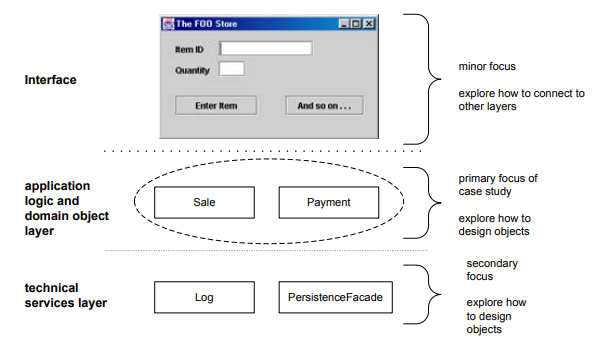 The FOO Store
Item ID
Quantity
Enter Item
And so on . . .
Interface
minor focus
explore how to connect to
other layers
application
logic and
domain object
layer
Sale
Payment
primary focus of
case study
explore how to
design objects
technical
services layer
Log
PersistenceFacade
secondary
focus
explore how
to design
objects